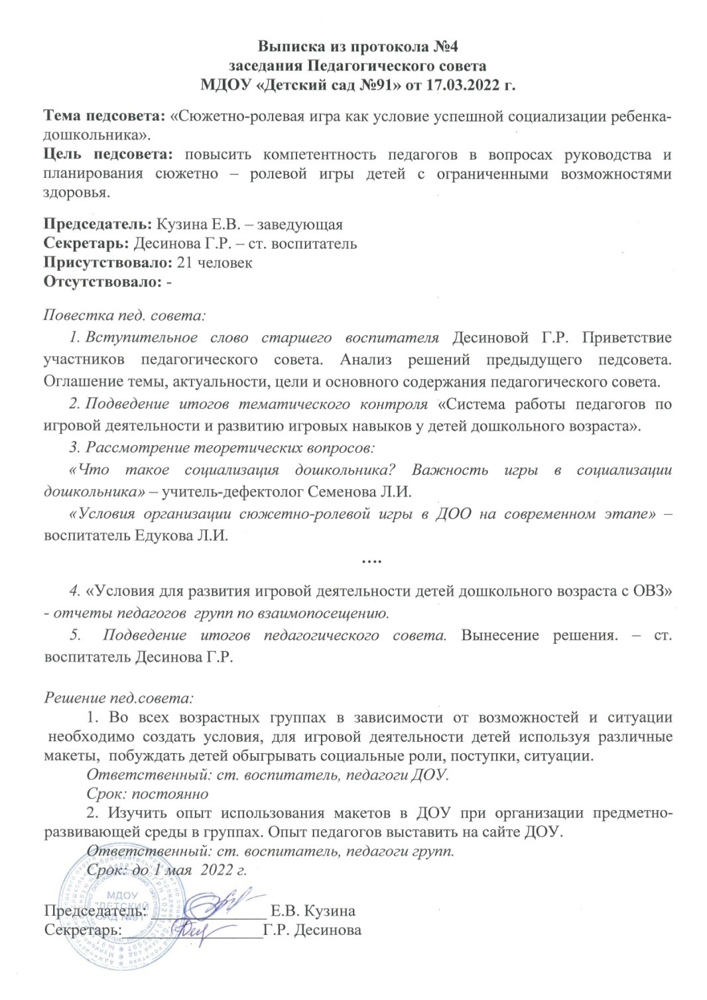 Выписка из протокола №4
заседания Педагогического совета
МДОУ «Детский сад №91» от 17.03.2022 г.
Тема педсовета: «Сюжетно-ролевая игра как условие успешной социализации ребенка-
дошкольника».
Цель педсовета: повысить компетентность педагогов в вопросах руководства и
планирования сюжетно – ролевой игры детей с ограниченными возможностями
здоровья.
Председатель: Кузина Е.В. – заведующая
Секретарь: Десинова Г.Р. – ст. воспитатель
Присутствовало: 21 человек
Отсутствовало: -
Повестка пед. совета:
1. Вступительное слово старшего воспитателя Десиновой Г.Р. Приветствие
участников педагогического совета. Анализ решений предыдущего педсовета.
Оглашение темы, актуальности, цели и основного содержания педагогического совета.
2. Подведение итогов тематического контроля «Система работы педагогов по
игровой деятельности и развитию игровых навыков у детей дошкольного возраста».
3. Рассмотрение теоретических вопросов:
«Что такое социализация дошкольника? Важность игры в социализации
дошкольника» – учитель-дефектолог Семенова Л.И.
«Условия организации сюжетно-ролевой игры в ДОО на современном этапе» –
воспитатель Едукова Л.И.
….
4. «Условия для развития игровой деятельности детей дошкольного возраста с ОВЗ»
- отчеты педагогов групп по взаимопосещению.
5. Подведение итогов педагогического совета. Вынесение решения. – ст.
воспитатель Десинова Г.Р.
Решение пед.совета:
1. Во всех возрастных группах в зависимости от возможностей и ситуации
необходимо создать условия, для игровой деятельности детей используя различные
макеты, побуждать детей обыгрывать социальные роли, поступки, ситуации.
Ответственный: ст. воспитатель, педагоги ДОУ.
Срок: постоянно
2. Изучить опыт использования макетов в ДОУ при организации предметно-
развивающей среды в группах. Опыт педагогов выставить на сайте ДОУ.
Ответственный: ст. воспитатель, педагоги групп.
Срок: до 1 мая 2022 г.
МДОУ
"ДЕТСКИЙ
САД №91"
Председатель: ______________ Е.В. Кузина
Секретарь: _________________Г.Р. Десинова